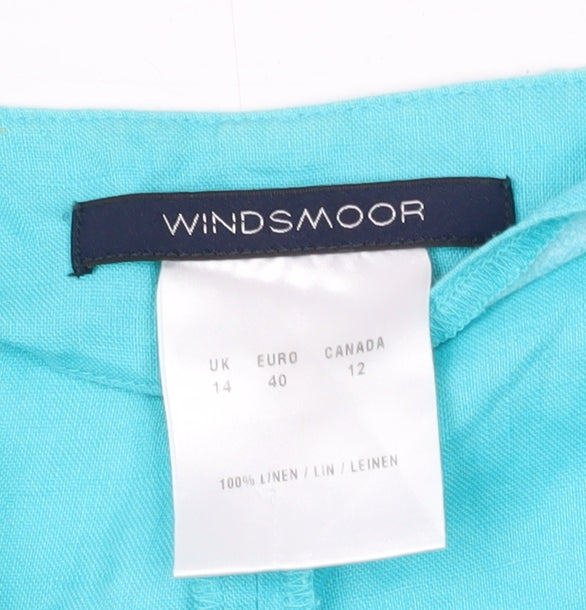 WINDSMOOR
UK EURO CANADA
14 40 12
100% LINEN / LIN / LEINEN